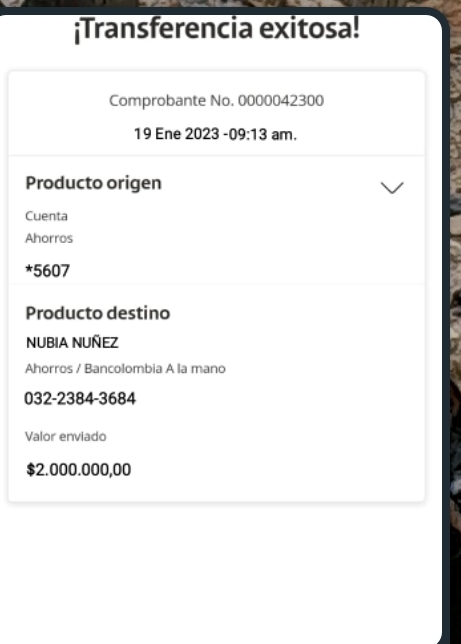 ¡Transferencia exitosa!
Comprobante No. 0000042300
19 Ene 2023 -09:13 am.
Producto origen
Cuenta
Ahorros
*5607
Producto destino
NUBIA NUÑEZ
Ahorros / Bancolombia A la mano
032-2384-3684
Valor enviado
$2.000.000,00